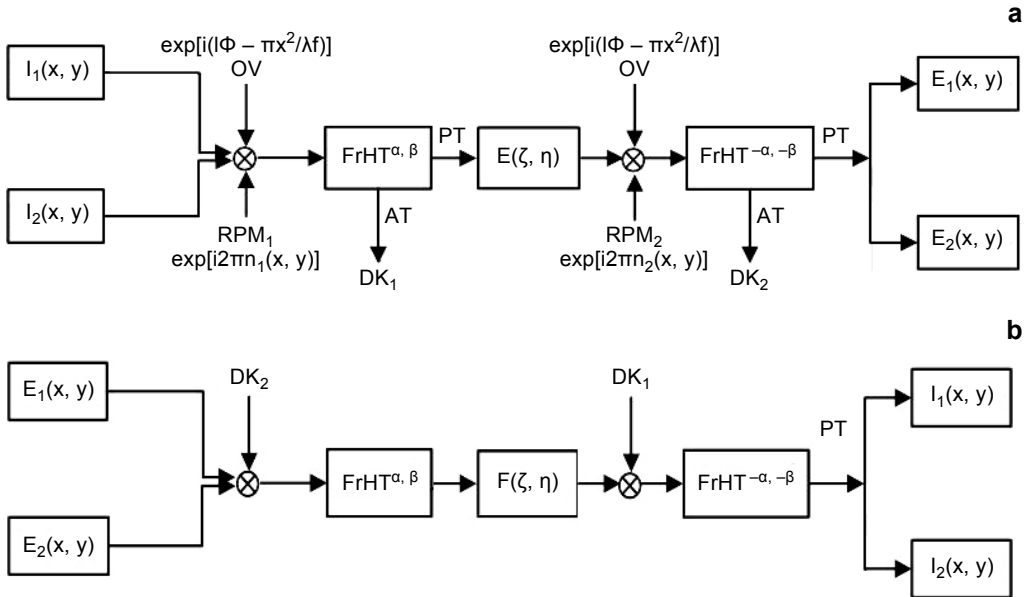 a
exp[i(lΦ – πx²/λf)]
OV
exp[i(lΦ – πx²/λf)]
OV
I₁(x, y)
E₁(x, y)
PT
PT
FrHT^α, β
E(ζ, η)
FrHT^–α, –β
I₂(x, y)
AT
AT
E₂(x, y)
RPM₁
exp[i2πn₁(x, y)]
DK₁
RPM₂
exp[i2πn₂(x, y)]
DK₂
b
E₁(x, y)
DK₂
DK₁
I₁(x, y)
PT
FrHT^α, β
F(ζ, η)
FrHT^–α, –β
E₂(x, y)
I₂(x, y)